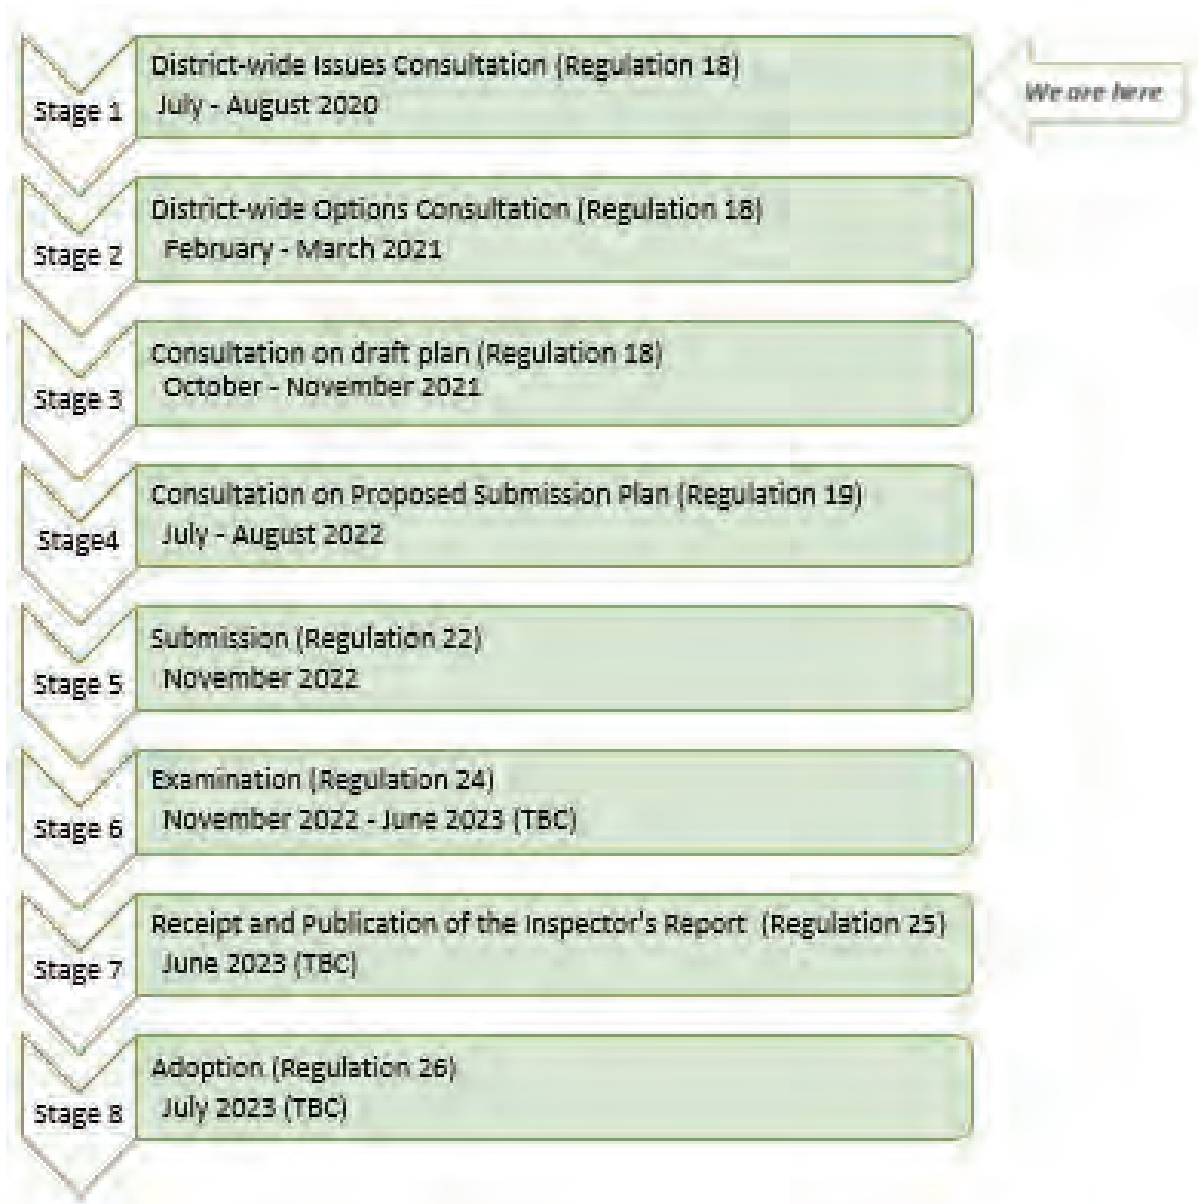 District-wide Issues Consultation (Regulation 18)
July - August 2020
Stage 1
We are here
District-wide Options Consultation (Regulation 18)
February - March 2021
Stage 2
Consultation on draft plan (Regulation 18)
October - November 2021
Stage 3
Consultation on Proposed Submission Plan (Regulation 19)
July - August 2022
Stage4
Submission (Regulation 22)
November 2022
Stage 5
Examination (Regulation 24)
November 2022 - June 2023 (TBC)
Stage 6
Receipt and Publication of the Inspector's Report (Regulation 25)
June 2023 (TBC)
Stage 7
Adoption (Regulation 26)
July 2023 (TBC)
Stage 8